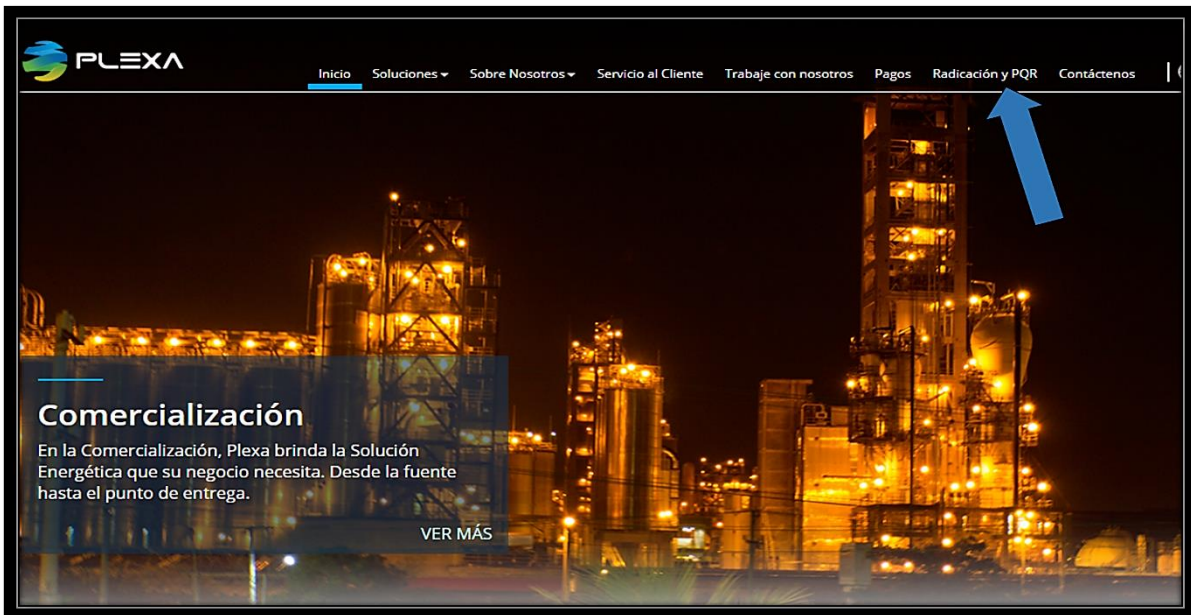 PLEXA
Inicio Soluciones Sobre Nosotros Servicio al Cliente Trabaje con nosotros Pagos Radicación y PQR Contáctenos
Comercialización
En la Comercialización, Plexa brinda la Solución
Energética que su negocio necesita. Desde la fuente
hasta el punto de entrega.
VER MÁS